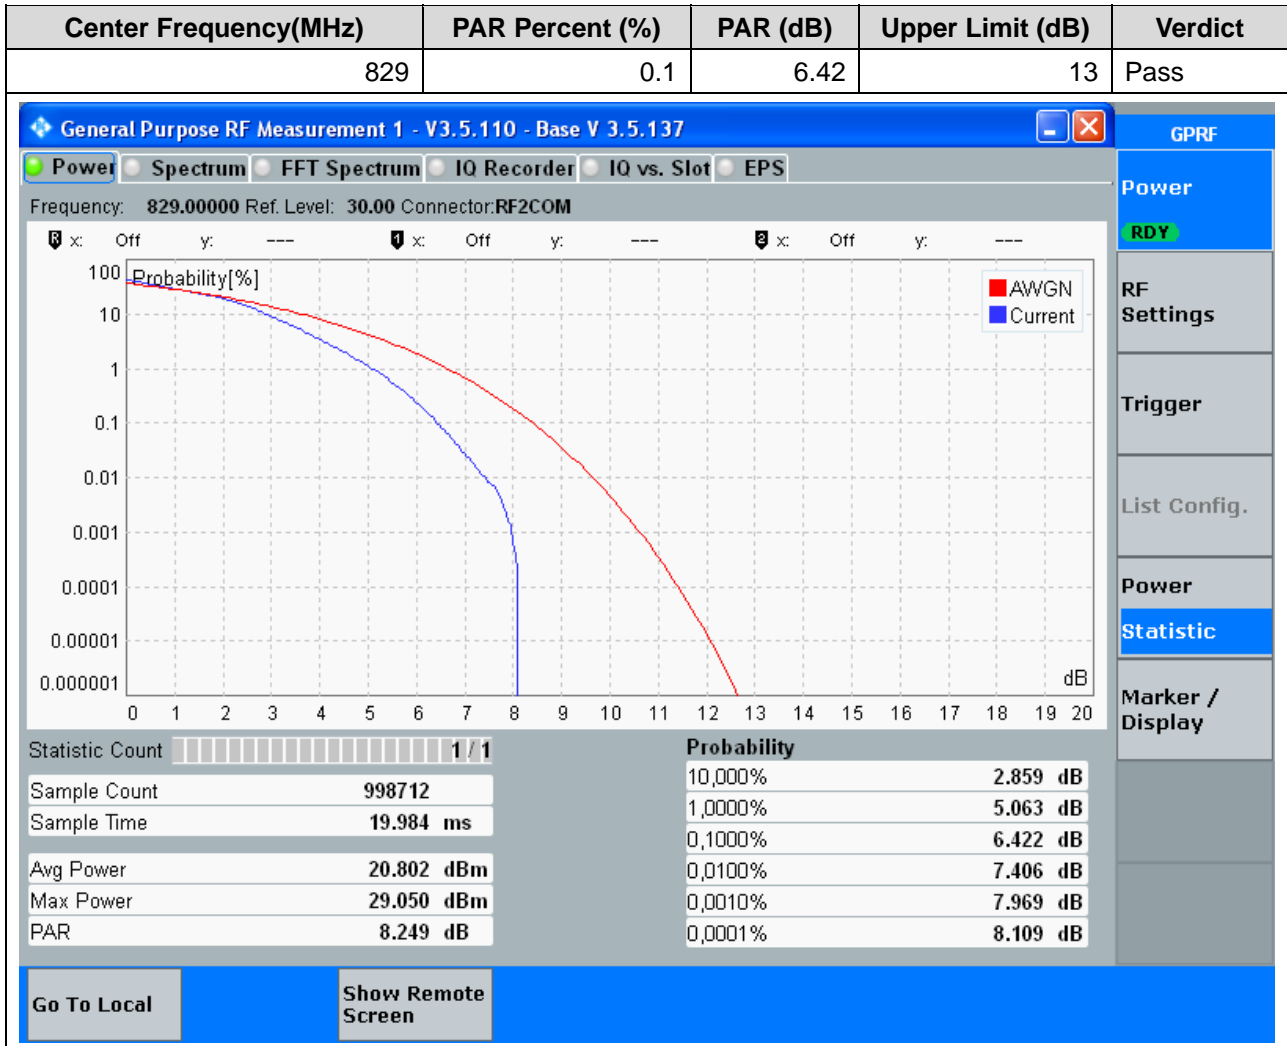 Center Frequency(MHz) PAR Percent (%) PAR (dB) Upper Limit (dB) Verdict
829 0.1 6.42 13 Pass
General Purpose RF Measurement 1 - V3.5.110 - Base V 3.5.137
GPRF
Power Spectrum FFT Spectrum IQ Recorder IQ vs. Slot EPS
Frequency: 829.00000 Ref. Level: 30.00 Connector:RF2COM
R x: Off y: --- 1 x: Off y: --- 2 x: Off y: ---
Probability[%]
AWGN
Current
100
10
1
0.1
0.01
0.001
0.0001
0.00001
0.000001
dB
0 1 2 3 4 5 6 7 8 9 10 11 12 13 14 15 16 17 18 19 20
Statistic Count 1 / 1
Sample Count 998712
Sample Time 19.984 ms
Avg Power 20.802 dBm
Max Power 29.050 dBm
PAR 8.249 dB
Probability
10,000% 2.859 dB
1,0000% 5.063 dB
0,1000% 6.422 dB
0,0100% 7.406 dB
0,0010% 7.969 dB
0,0001% 8.109 dB
Power
RDY
RF
Settings
Trigger
List Config.
Power
Statistic
Marker /
Display
Go To Local
Show Remote
Screen